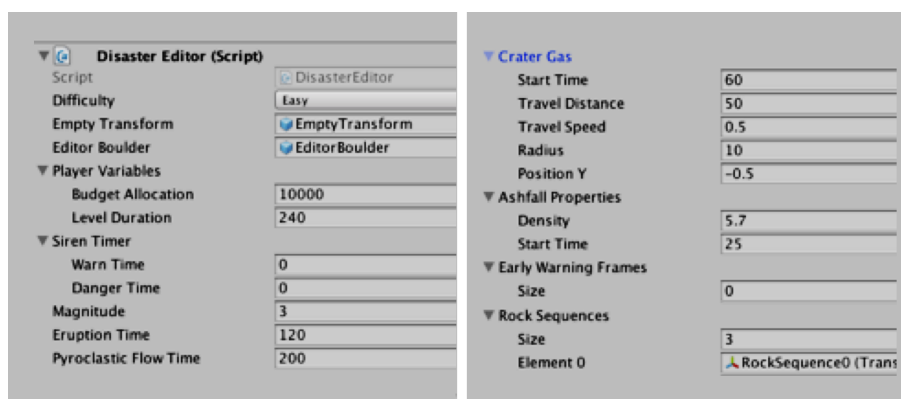 Disaster Editor (Script)
Script DisasterEditor
Difficulty Easy
Empty Transform EmptyTransform
Editor Boulder EditorBoulder
Player Variables
Budget Allocation 10000
Level Duration 240
Siren Timer
Warn Time 0
Danger Time 0
Magnitude 3
Eruption Time 120
Pyroclastic Flow Time 200
Crater Gas
Start Time 60
Travel Distance 50
Travel Speed 0.5
Radius 10
Position Y -0.5
Ashfall Properties
Density 5.7
Start Time 25
Early Warning Frames
Size 0
Rock Sequences
Size 3
Element 0 RockSequence0 (Trans